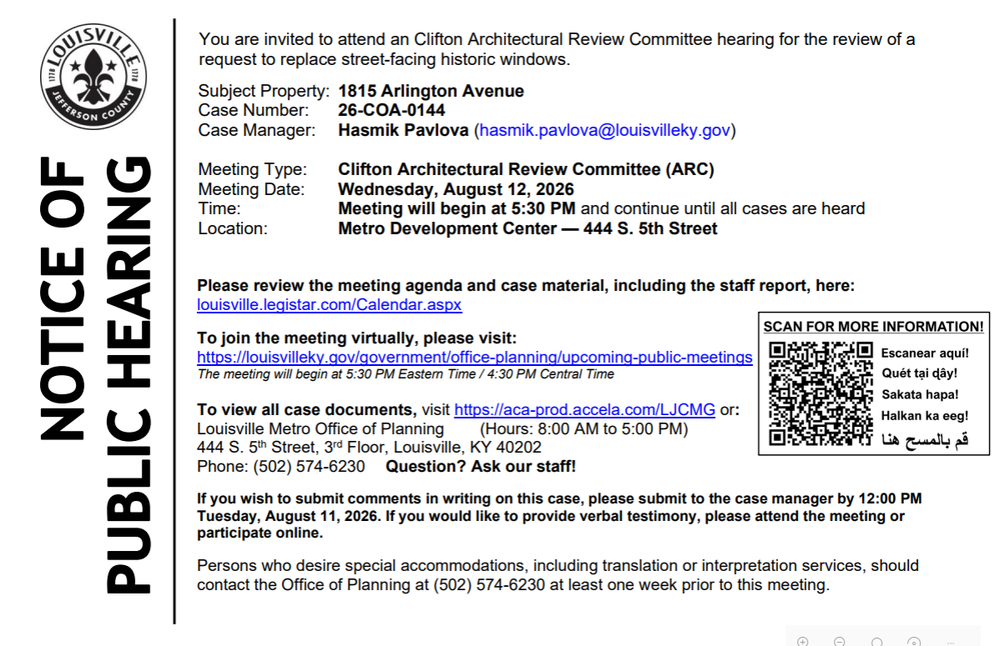 LOUISVILLE
1778 1778
JEFFERSON COUNTY
NOTICE OF
PUBLIC HEARING
You are invited to attend an Clifton Architectural Review Committee hearing for the review of a
request to replace street-facing historic windows.
Subject Property: 1815 Arlington Avenue
Case Number: 26-COA-0144
Case Manager: Hasmik Pavlova (hasmik.pavlova@louisvilleky.gov)
Meeting Type: Clifton Architectural Review Committee (ARC)
Meeting Date: Wednesday, August 12, 2026
Time: Meeting will begin at 5:30 PM and continue until all cases are heard
Location: Metro Development Center — 444 S. 5th Street
Please review the meeting agenda and case material, including the staff report, here:
louisville.legistar.com/Calendar.aspx
To join the meeting virtually, please visit:
https://louisvilleky.gov/government/office-planning/upcoming-public-meetings
The meeting will begin at 5:30 PM Eastern Time / 4:30 PM Central Time
To view all case documents, visit https://aca-prod.accela.com/LJCMG or:
Louisville Metro Office of Planning (Hours: 8:00 AM to 5:00 PM)
444 S. 5th Street, 3rd Floor, Louisville, KY 40202
Phone: (502) 574-6230 Question? Ask our staff!
SCAN FOR MORE INFORMATION!
Escanear aquí!
Quét tại dậy!
Sakata hapa!
Halkan ka eeg!
قم بالمسح هنا
If you wish to submit comments in writing on this case, please submit to the case manager by 12:00 PM
Tuesday, August 11, 2026. If you would like to provide verbal testimony, please attend the meeting or
participate online.
Persons who desire special accommodations, including translation or interpretation services, should
contact the Office of Planning at (502) 574-6230 at least one week prior to this meeting.